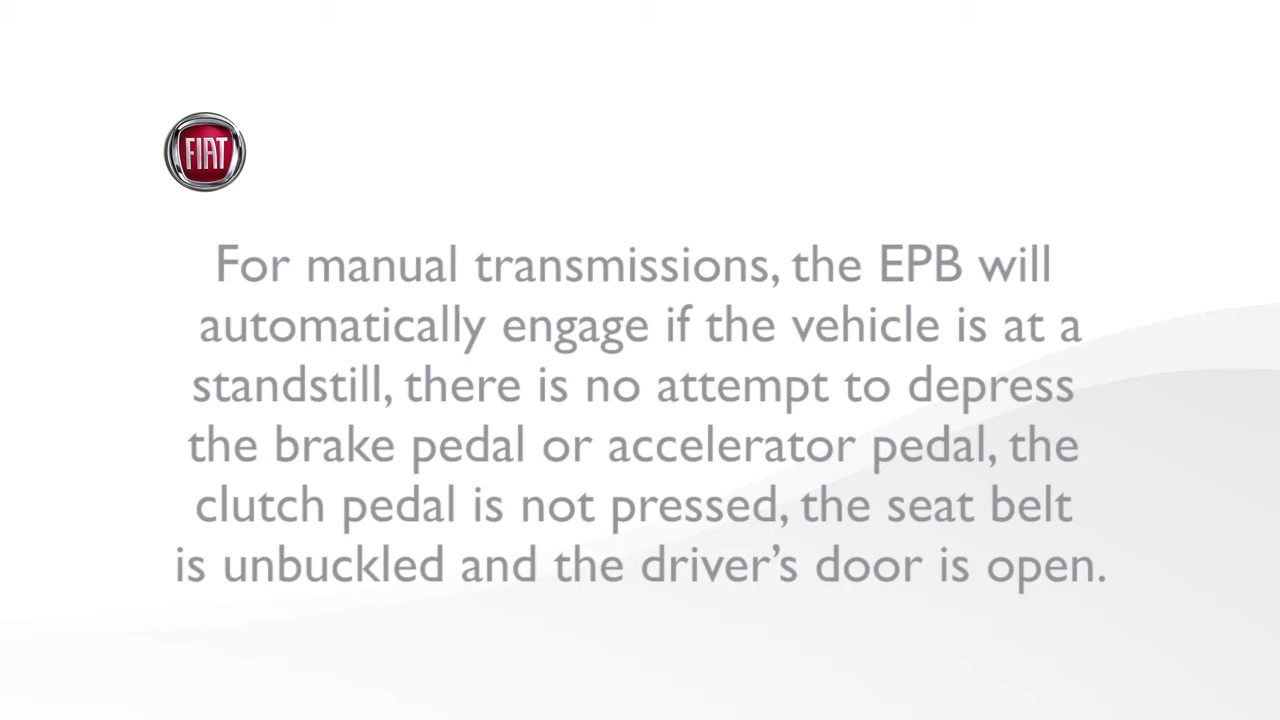 FIAT
For manual transmissions, the EPB will
automatically engage if the vehicle is at a
standstill, there is no attempt to depress
the brake pedal or accelerator pedal, the
clutch pedal is not pressed, the seat belt
is unbuckled and the driver’s door is open.